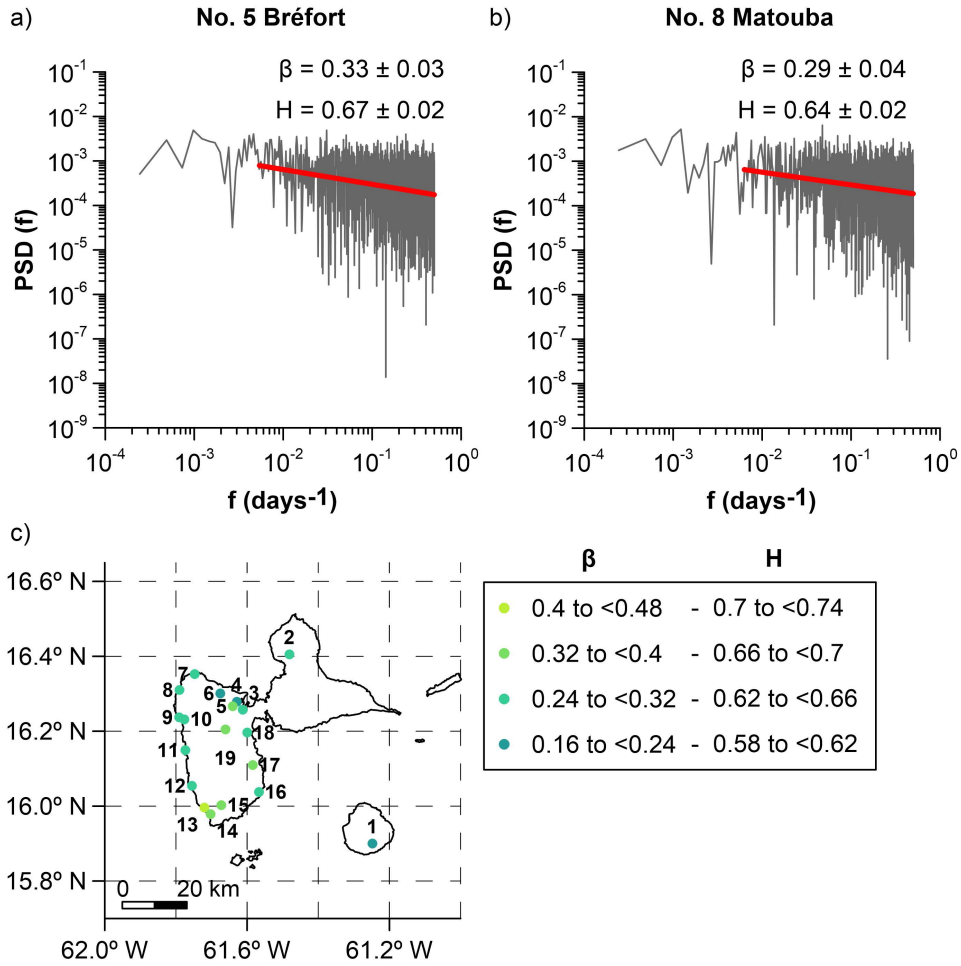 a)
No. 5 Bréfort
β = 0.33 ± 0.03
H = 0.67 ± 0.02
PSD (f)
10-1
10-2
10-3
10-4
10-5
10-6
10-7
10-8
10-9
10-4
10-3
10-2
10-1
100
f (days-1)
b)
No. 8 Matouba
β = 0.29 ± 0.04
H = 0.64 ± 0.02
PSD (f)
10-1
10-2
10-3
10-4
10-5
10-6
10-7
10-8
10-9
10-4
10-3
10-2
10-1
100
f (days-1)
c)
16.6º N
16.4º N
16.2º N
16.0º N
15.8º N
62.0º W
61.6º W
61.2º W
2
7
8
6
4
3
5
9
10
18
11
19
17
12
16
15
13
14
1
0 20 km
β H
0.4 to <0.48 - 0.7 to <0.74
0.32 to <0.4 - 0.66 to <0.7
0.24 to <0.32 - 0.62 to <0.66
0.16 to <0.24 - 0.58 to <0.62